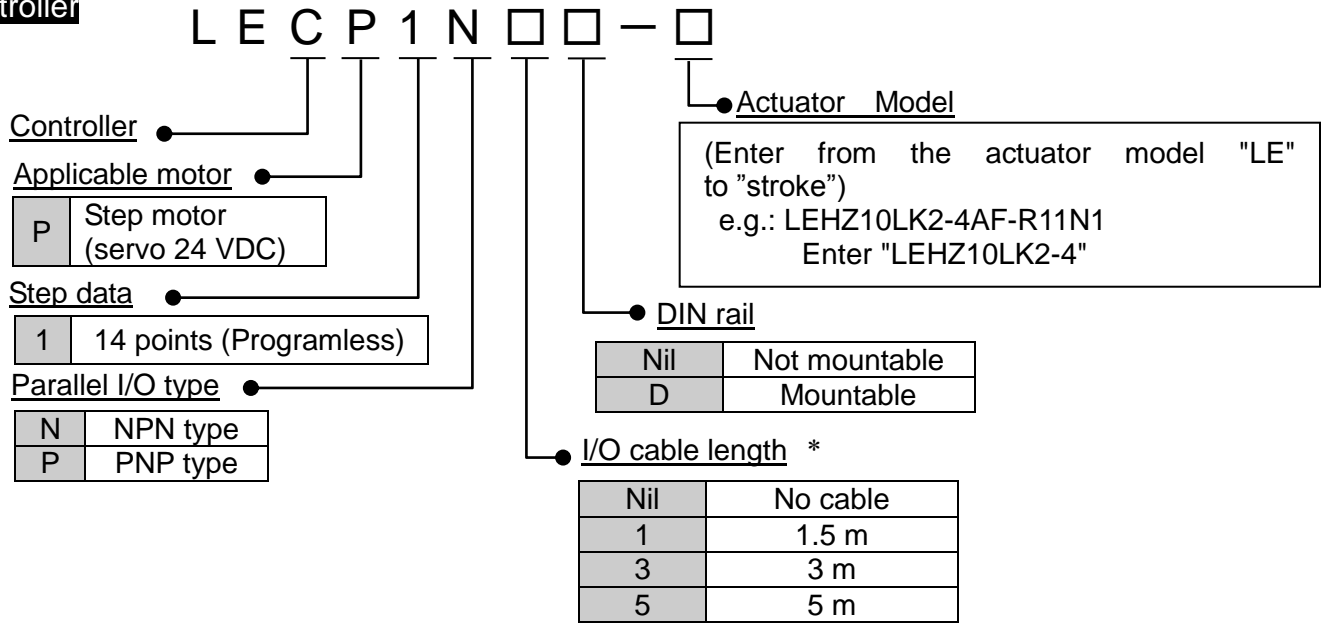 LECP1N□□－□
Controller
Applicable motor
P Step motor
(servo 24 VDC)
Step data
1 14 points (Programless)
Parallel I/O type
N NPN type
P PNP type
Actuator Model
(Enter from the actuator model "LE"
to ”stroke”)
e.g.: LEHZ10LK2-4AF-R11N1
Enter "LEHZ10LK2-4"
DIN rail
Nil Not mountable
D Mountable
I/O cable length *
Nil No cable
1 1.5 m
3 3 m
5 5 m